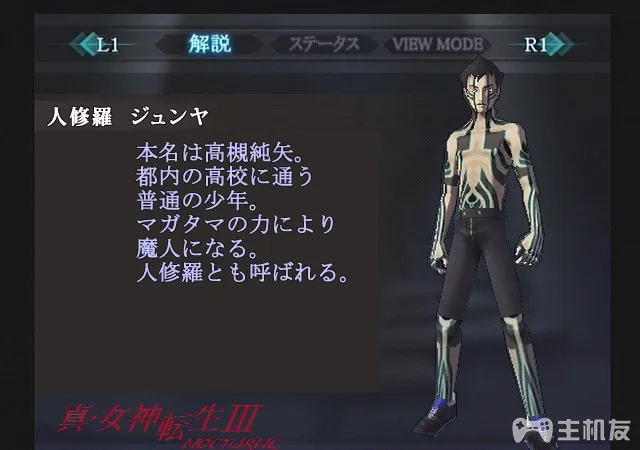 L1 解説 ステータス VIEW MODE R1
人修羅 ジュンヤ
本名は高槻純矢。
都内の高校に通う
普通の少年。
マガタマの力により
魔人になる。
人修羅とも呼ばれる。
真・女神転生III
NOCTURNE
主机友